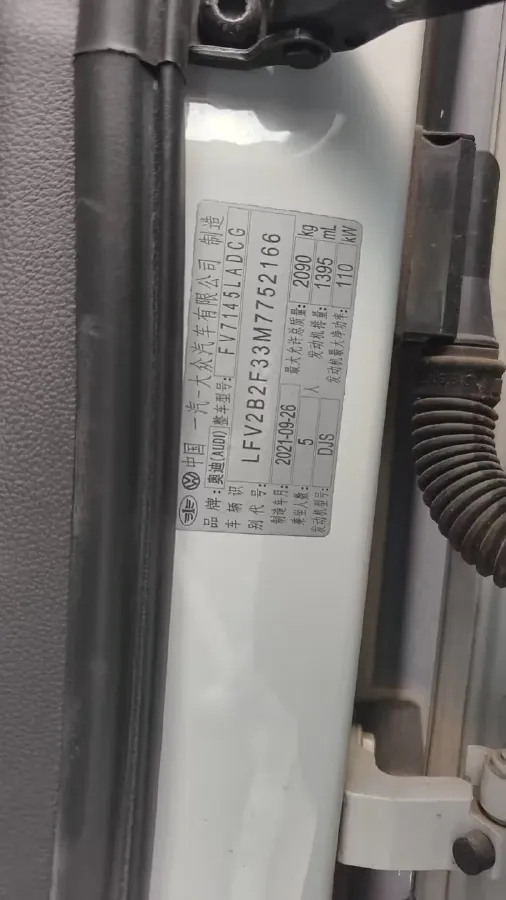 中国 一汽-大众汽车有限公司 制造
品牌: 奥迪(AUDI) 整车型号: FV7145LADCG
车辆识别代号: LFV2B2F33M7752166
制造年月: 2021-09-26 最大允许总质量: 2090 kg
乘坐人数: 5 人 发动机排量: 1395 mL
发动机型号: DJS 发动机最大净功率: 110 kW